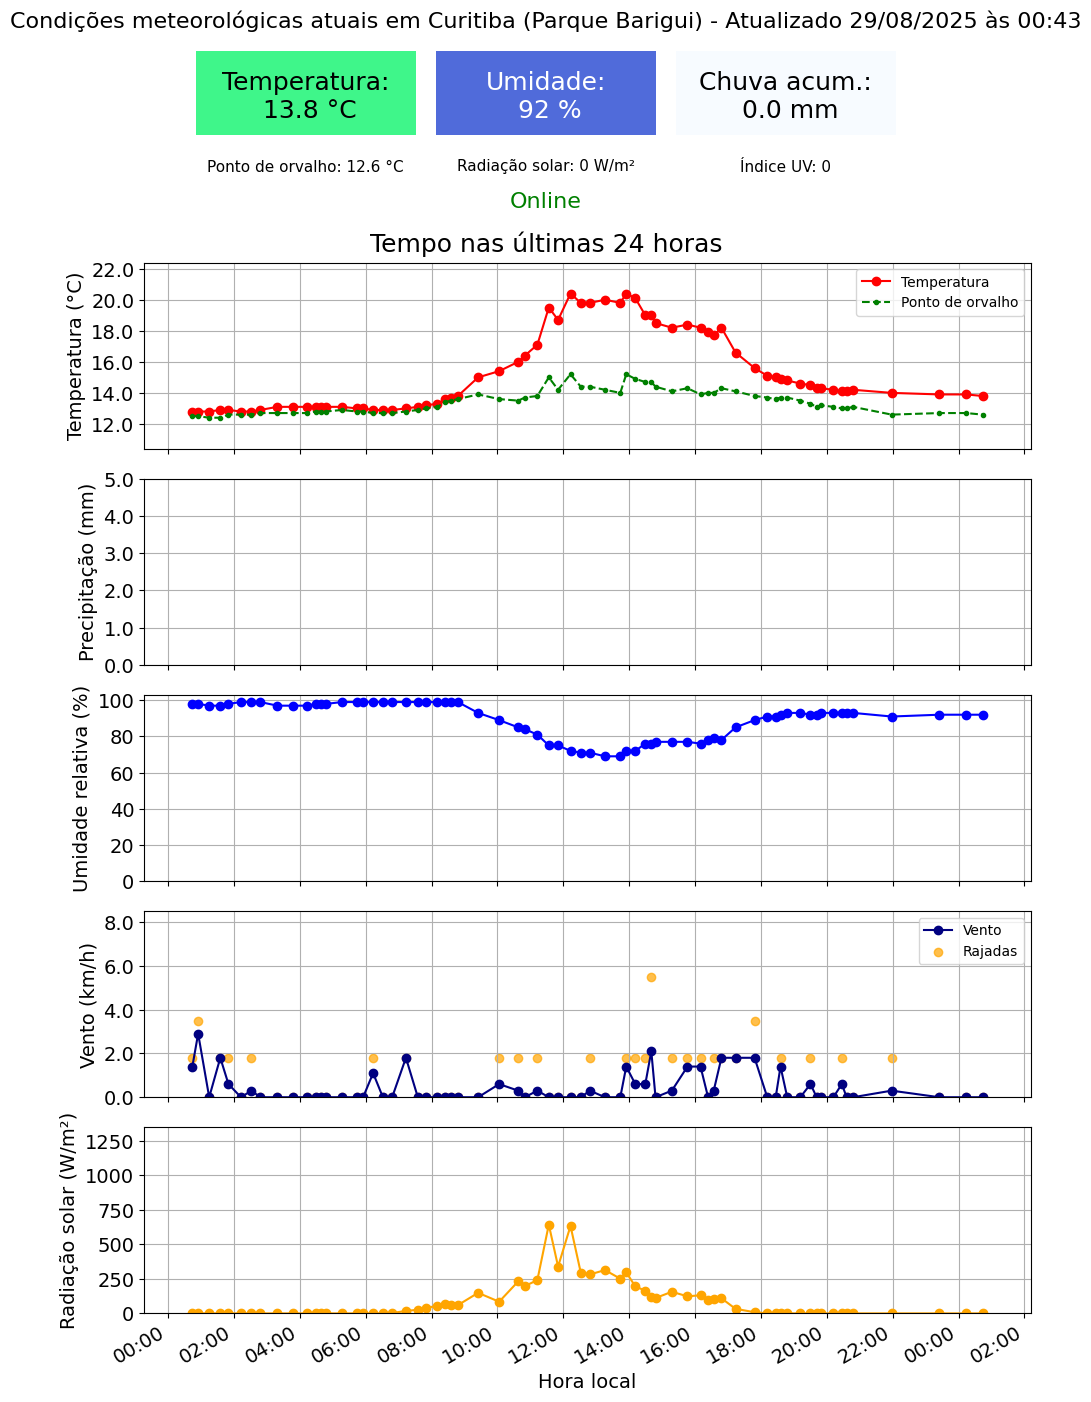 Condições meteorológicas atuais em Curitiba (Parque Barigui) - Atualizado 29/08/2025 às 00:43
Temperatura:
13.8 °C
Umidade:
92 %
Chuva acum.:
0.0 mm
Ponto de orvalho: 12.6 °C
Radiação solar: 0 W/m²
Índice UV: 0
Online
Tempo nas últimas 24 horas
Temperatura (°C)
22.0
20.0
18.0
16.0
14.0
12.0
Temperatura
Ponto de orvalho
Precipitação (mm)
5.0
4.0
3.0
2.0
1.0
0.0
Umidade relativa (%)
100
80
60
40
20
0
Vento (km/h)
8.0
6.0
4.0
2.0
0.0
Vento
Rajadas
Radiação solar (W/m²)
1250
1000
750
500
250
0
00:00
02:00
04:00
06:00
08:00
10:00
12:00
14:00
16:00
18:00
20:00
22:00
00:00
02:00
Hora local